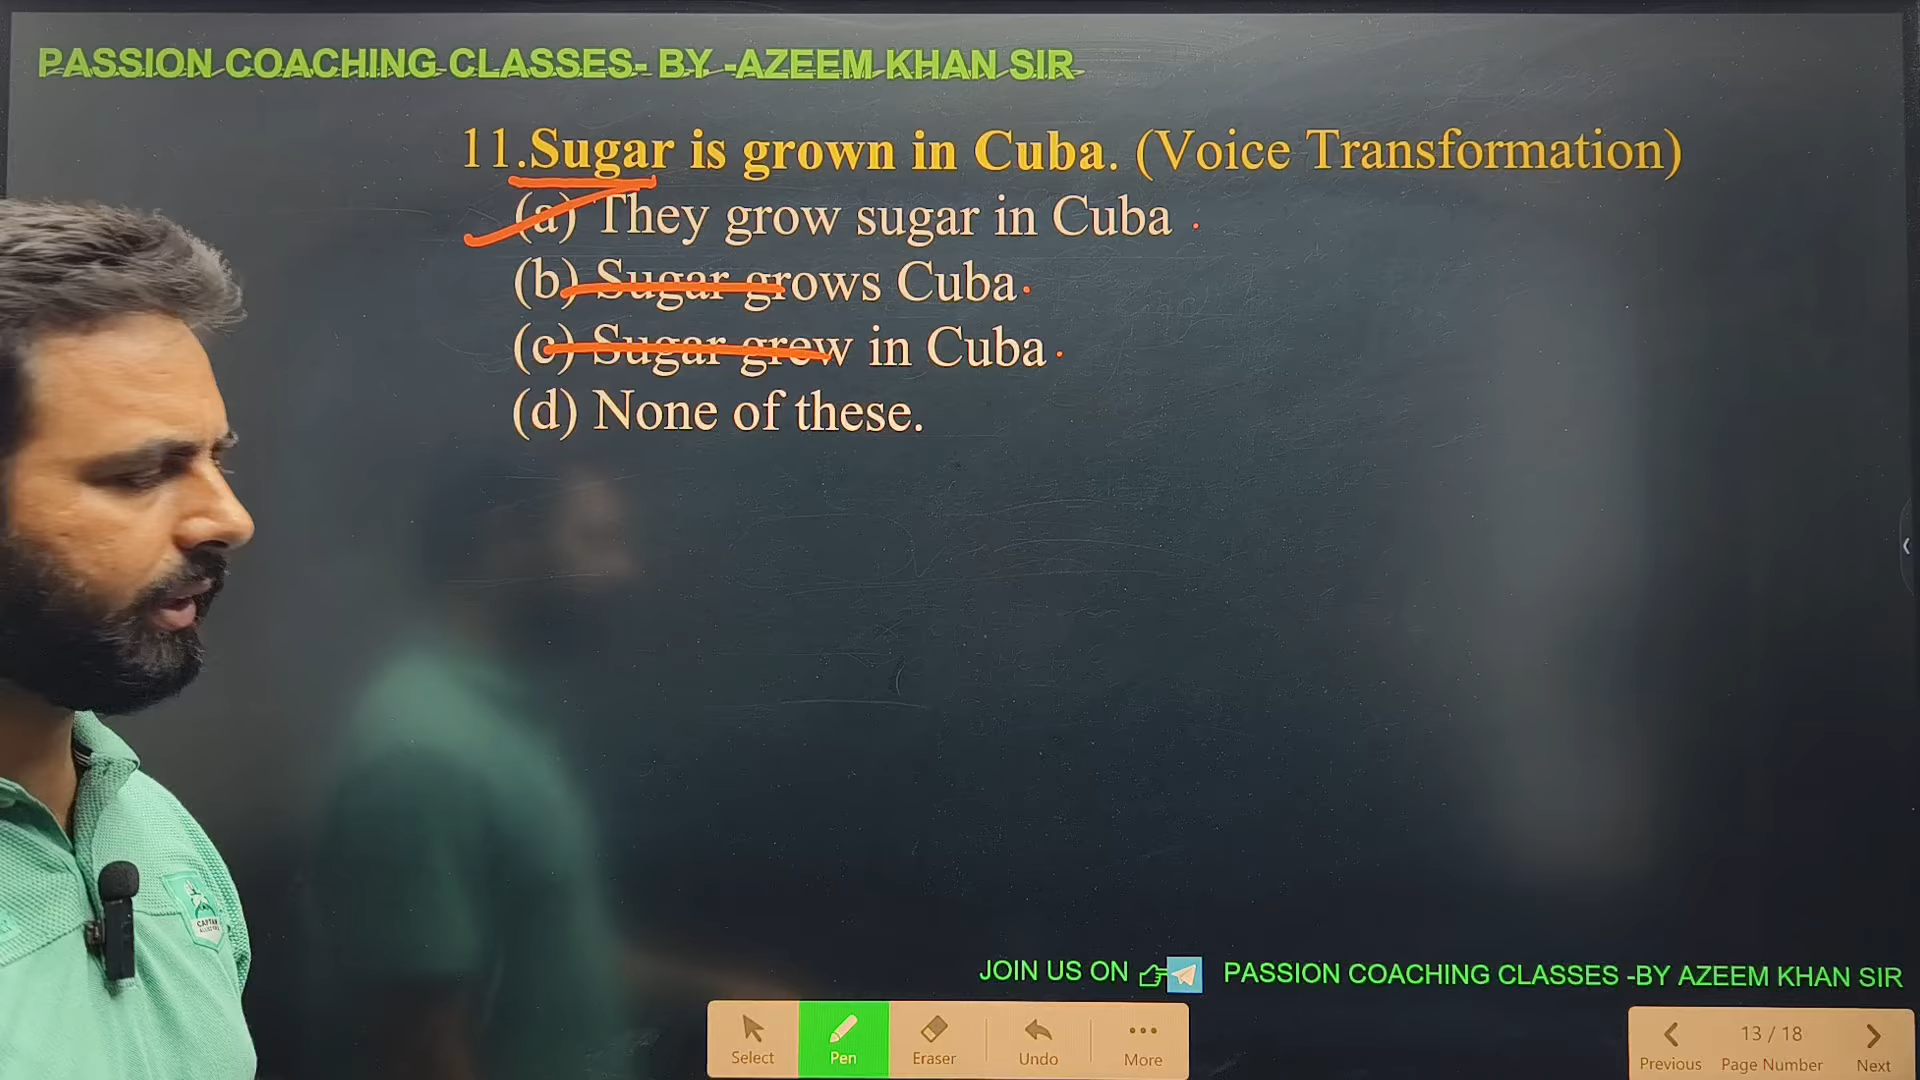 PASSION COACHING CLASSES- BY -AZEEM KHAN SIR
11.Sugar is grown in Cuba. (Voice Transformation)
(a) They grow sugar in Cuba .
(b) Sugar grows Cuba.
(c) Sugar grew in Cuba.
(d) None of these.
JOIN US ON PASSION COACHING CLASSES -BY AZEEM KHAN SIR
Select Pen Eraser Undo More
13 / 18
Previous Page Number Next